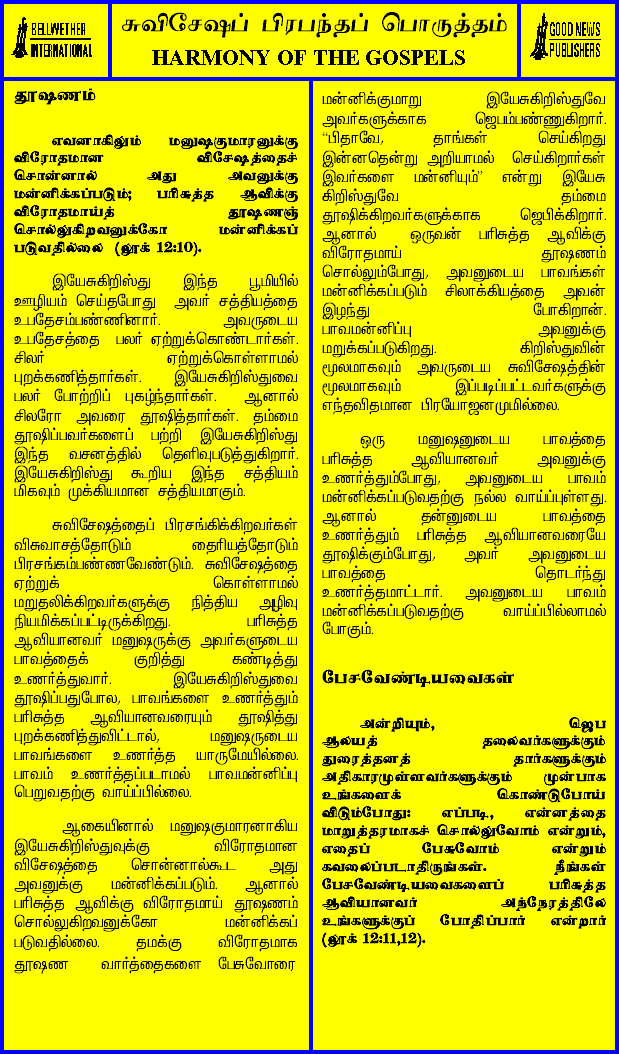 BELLWETHER
INTERNATIONAL
சுவிசேஷப் பிரபந்தப் பொருத்தம்
HARMONY OF THE GOSPELS
GOOD NEWS
PUBLISHERS
தூஷணம்
எவனாகிலும் மனுஷகுமாரனுக்கு
விரோதமான விசேஷத்தைச்
சொன்னால் அது அவனுக்கு
மன்னிக்கப்படும்; பரிசுத்த ஆவிக்கு
விரோதமாய்த் தூஷணஞ்
சொல்லுகிறவனுக்கோ மன்னிக்கப்
படுவதில்லை (லூக் 12:10).
இயேசுகிறிஸ்து இந்த பூமியில்
ஊழியம் செய்தபோது அவர் சத்தியத்தை
உபதேசம்பண்ணினார். அவருடைய
உபதேசத்தை பலர் ஏற்றுக்கொண்டார்கள்.
சிலர் ஏற்றுக்கொள்ளாமல்
புறக்கணித்தார்கள். இயேசுகிறிஸ்துவை
பலர் போற்றிப் புகழ்ந்தார்கள். ஆனால்
சிலரோ அவரை தூஷித்தார்கள். தம்மை
தூஷிப்பவர்களைப் பற்றி இயேசுகிறிஸ்து
இந்த வசனத்தில் தெளிவுபடுத்துகிறார்.
இயேசுகிறிஸ்து கூறிய இந்த சத்தியம்
மிகவும் முக்கியமான சத்தியமாகும்.
சுவிசேஷத்தைப் பிரசங்கிக்கிறவர்கள்
விசுவாசத்தோடும் தைரியத்தோடும்
பிரசங்கம்பண்ணவேண்டும். சுவிசேஷத்தை
ஏற்றுக் கொள்ளாமல்
மறுதலிக்கிறவர்களுக்கு நித்திய அழிவு
நியமிக்கப்பட்டிருக்கிறது. பரிசுத்த
ஆவியானவர் மனுஷருக்கு அவர்களுடைய
பாவத்தைக் குறித்து கண்டித்து
உணர்த்துவார். இயேசுகிறிஸ்துவை
தூஷிப்பதுபோல, பாவங்களை உணர்த்தும்
பரிசுத்த ஆவியானவரையும் தூஷித்து
புறக்கணித்துவிட்டால், மனுஷருடைய
பாவங்களை உணர்த்த யாருமேயில்லை.
பாவம் உணர்த்தப்படாமல் பாவமன்னிப்பு
பெறுவதற்கு வாய்ப்பில்லை.
ஆகையினால் மனுஷகுமாரனாகிய
இயேசுகிறிஸ்துவுக்கு விரோதமான
விசேஷத்தை சொன்னால்கூட அது
அவனுக்கு மன்னிக்கப்படும். ஆனால்
பரிசுத்த ஆவிக்கு விரோதமாய் தூஷணம்
சொல்லுகிறவனுக்கோ மன்னிக்கப்
படுவதில்லை. தமக்கு விரோதமாக
தூஷண வார்த்தைகளை பேசுவோரை
மன்னிக்குமாறு இயேசுகிறிஸ்துவே
அவர்களுக்காக ஜெபம்பண்ணுகிறார்.
“பிதாவே, தாங்கள் செய்கிறது
இன்னதென்று அறியாமல் செய்கிறார்கள்
இவர்களை மன்னியும்” என்று இயேசு
கிறிஸ்துவே தம்மை
தூஷிக்கிறவர்களுக்காக ஜெபிக்கிறார்.
ஆனால் ஒருவன் பரிசுத்த ஆவிக்கு
விரோதமாய் தூஷணம்
சொல்லும்போது, அவனுடைய பாவங்கள்
மன்னிக்கப்படும் சிலாக்கியத்தை அவன்
இழந்து போகிறான்.
பாவமன்னிப்பு அவனுக்கு
மறுக்கப்படுகிறது. கிறிஸ்துவின்
மூலமாகவும் அவருடைய சுவிசேஷத்தின்
மூலமாகவும் இப்படிப்பட்டவர்களுக்கு
எந்தவிதமான பிரயோஜனமுமில்லை.
ஒரு மனுஷனுடைய பாவத்தை
பரிசுத்த ஆவியானவர் அவனுக்கு
உணர்த்தும்போது, அவனுடைய பாவம்
மன்னிக்கப்படுவதற்கு நல்ல வாய்ப்புள்ளது.
ஆனால் தன்னுடைய பாவத்தை
உணர்த்தும் பரிசுத்த ஆவியானவரையே
தூஷிக்கும்போது, அவர் அவனுடைய
பாவத்தை தொடர்ந்து
உணர்த்தமாட்டார். அவனுடைய பாவம்
மன்னிக்கப்படுவதற்கு வாய்ப்பில்லாமல்
போகும்.
பேசவேண்டியவைகள்
அன்றியும், ஜெப
ஆலயத் தலைவர்களுக்கும்
துரைத்தனத் தார்களுக்கும்
அதிகாரமுள்ளவர்களுக்கும் முன்பாக
உங்களைக் கொண்டுபோய்
விடும்போது: எப்படி, என்னத்தை
மாறுத்தரமாகச் சொல்லுவோம் என்றும்,
எதைப் பேசுவோம் என்றும்
கவலைப்படாதிருங்கள். நீங்கள்
பேசவேண்டியவைகளைப் பரிசுத்த
ஆவியானவர் அந்நேரத்திலே
உங்களுக்குப் போதிப்பார் என்றார்
(லூக் 12:11,12).